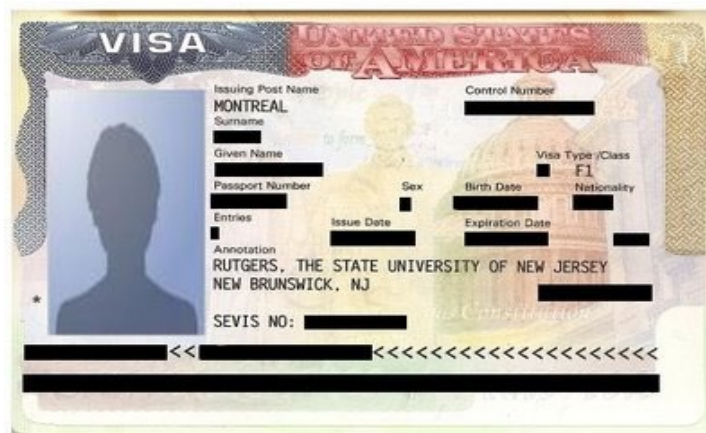 VISA UNITED STATES
OF AMERICA
Issuing Post Name Control Number
MONTREAL
Surname
Given Name Visa Type /Class
F1
Passport Number Sex Birth Date Nationality
Entries Issue Date Expiration Date
Annotation
RUTGERS, THE STATE UNIVERSITY OF NEW JERSEY
NEW BRUNSWICK, NJ
*
SEVIS NO:
<<<<<<<<<<<<<<<<<<<<<<<